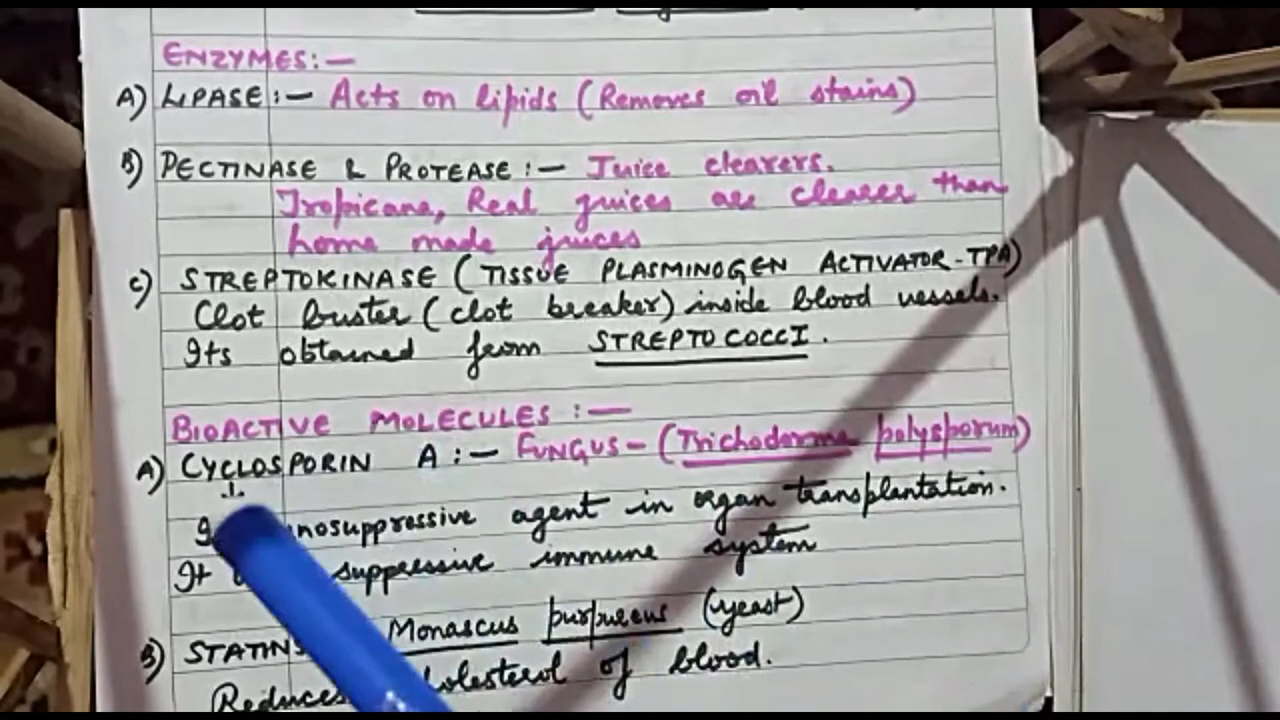 ENZYMES:-
A) LIPASE:- Acts on lipids (Removes oil stains)
B) PECTINASE & PROTEASE:- Juice clearers.
Tropicana, Real juices are clearer than
home made juices
C) STREPTOKINASE (TISSUE PLASMINOGEN ACTIVATOR-TPA)
Clot buster (clot breaker) inside blood vessels.
Its obtained from STREPTOCOCCI.
BIOACTIVE MOLECULES:-
A) CYCLOSPORIN A:- FUNGUS- (Trichoderma polysporum)
agent in organ transplantation.
It suppressive immune system
B) STATINS Monascus purpureus (yeast)
Reduces of blood.